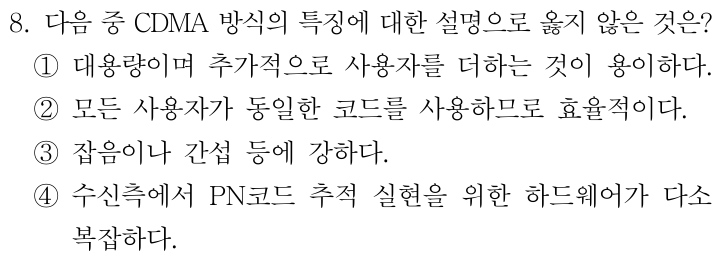 8. 다음 중 CDMA 방식의 특징에 대한 설명으로 옳지 않은 것은?
① 대용량이며 추가적으로 사용자를 더하는 것이 용이하다.
② 모든 사용자가 동일한 코드를 사용하므로 효율적이다.
③ 잡음이나 간섭 등에 강하다.
④ 수신측에서 PN코드 추적 실현을 위한 하드웨어가 다소
복잡하다.